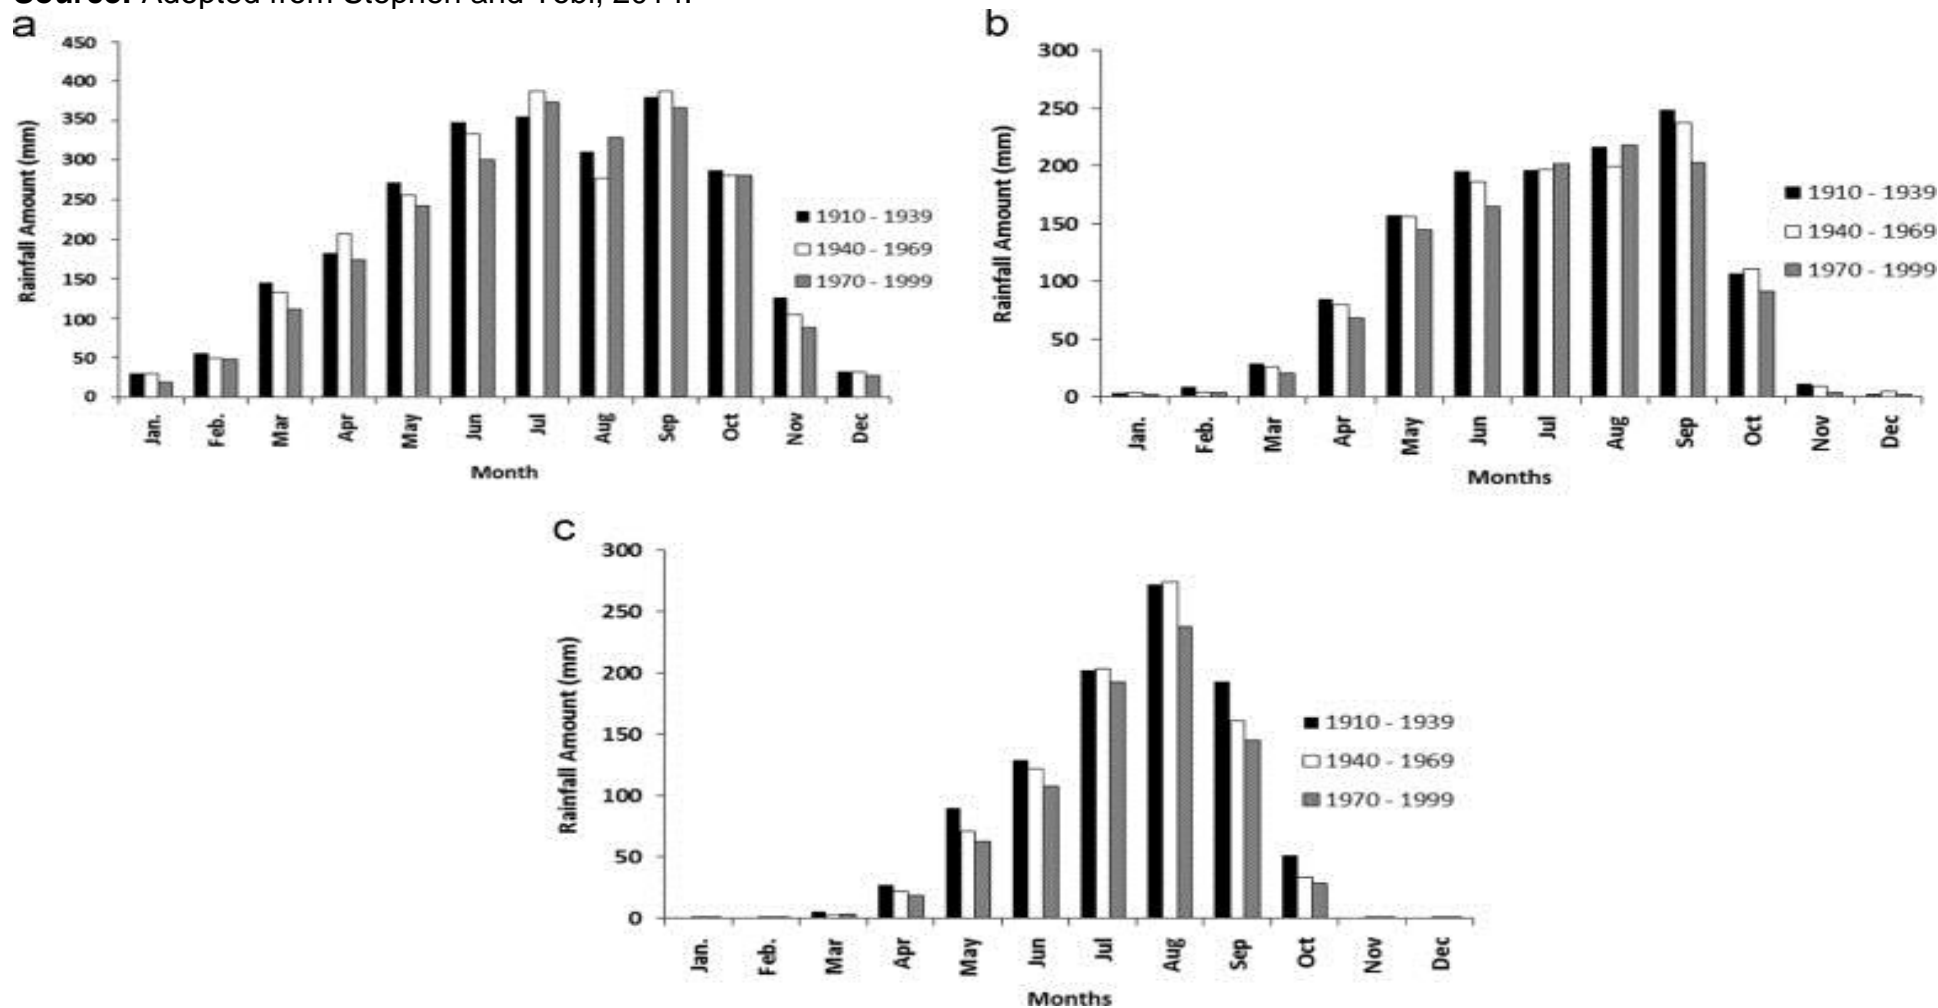 a
450
400
350
300
250
200
150
100
50
0
Rainfall Amount (mm)
Jan.
Feb.
Mar
Apr
May
Jun
Jul
Aug
Sep
Oct
Nov
Dec
Month
1910 - 1939
1940 - 1969
1970 - 1999
b
300
250
200
150
100
50
0
Rainfall Amount (mm)
Jan.
Feb.
Mar
Apr
May
Jun
Jul
Aug
Sep
Oct
Nov
Dec
Months
1910 - 1939
1940 - 1969
1970 - 1999
c
300
250
200
150
100
50
0
Rainfall Amount (mm)
Jan.
Feb.
Mar
Apr
May
Jun
Jul
Aug
Sep
Oct
Nov
Dec
Months
1910 - 1939
1940 - 1969
1970 - 1999